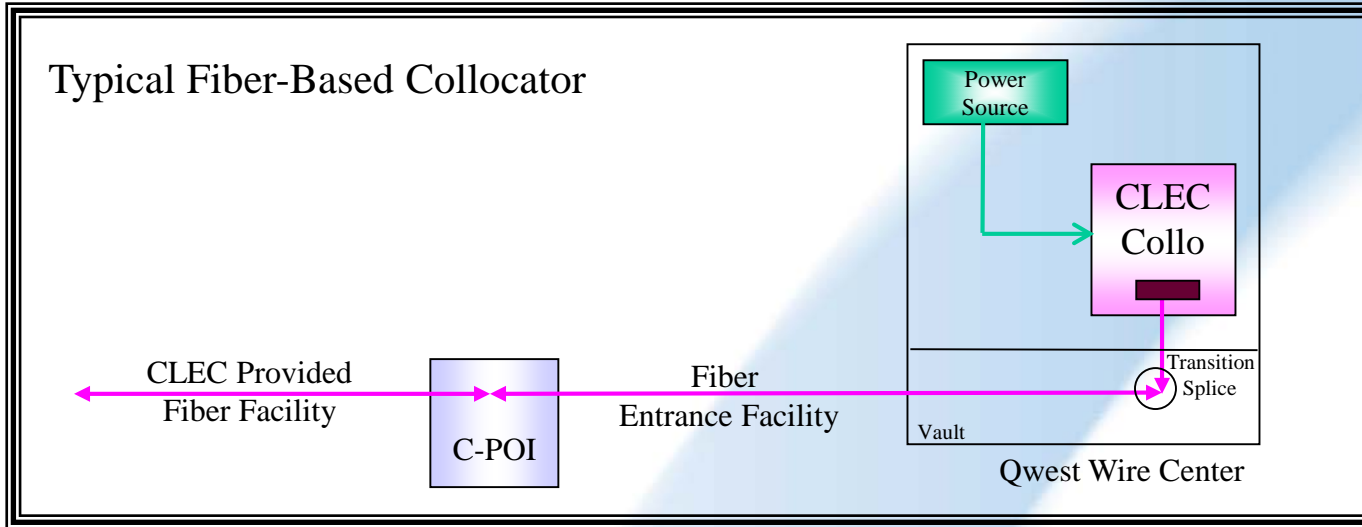 Typical Fiber-Based Collocator
Power
Source
CLEC
Collo
CLEC Provided
Fiber Facility
C-POI
Fiber
Entrance Facility
Transition
Splice
Vault
Qwest Wire Center